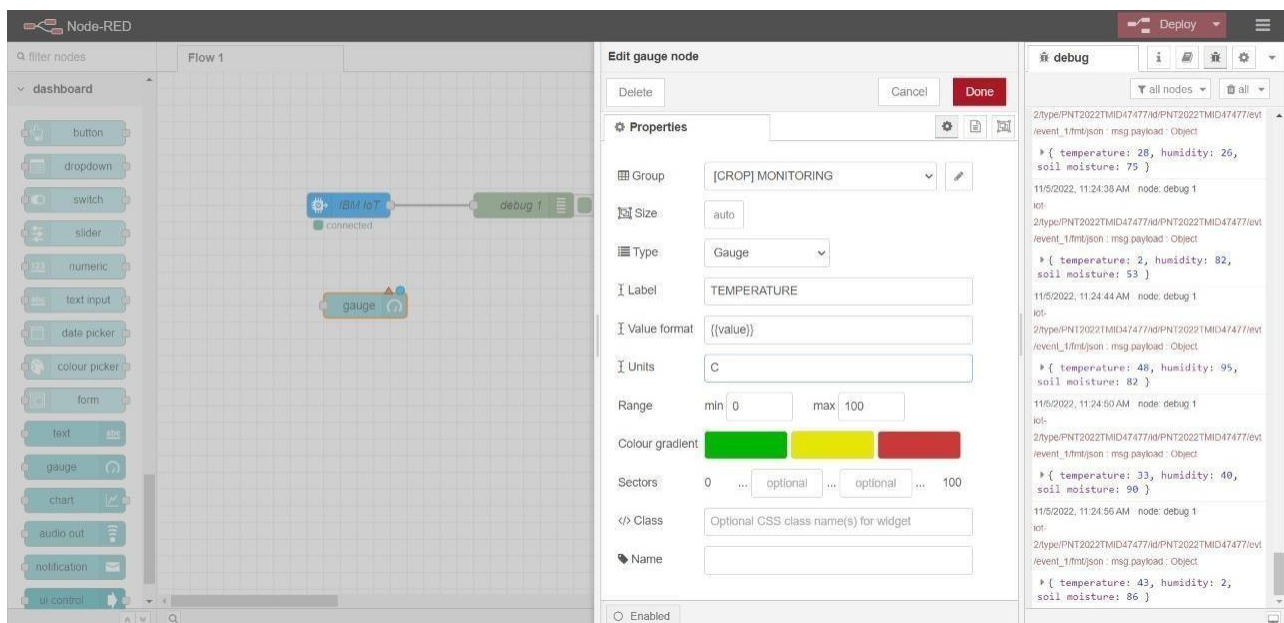 Node-RED
Deploy
filter nodes
Flow 1
dashboard
button
dropdown
switch
slider
numeric
text input
date picker
colour picker
form
text
gauge
chart
audio out
notification
ui control
IBM IoT
connected
debug 1
gauge
Edit gauge node
Delete
Cancel
Done
Properties
Group
[CROP] MONITORING
Size
auto
Type
Gauge
Label
TEMPERATURE
Value format
{{value}}
Units
C
Range
min 0
max 100
Colour gradient
Sectors
0 ... optional ... optional ... 100
</> Class
Optional CSS class name(s) for widget
Name
Enabled
debug
i
all nodes
all
2/type/PNT2022TMID47477/id/PNT2022TMID47477/evt
/event_1/fmt/json : msg.payload : Object
{ temperature: 28, humidity: 26,
soil moisture: 75 }
11/5/2022, 11:24:38 AM node: debug 1
iot-
2/type/PNT2022TMID47477/id/PNT2022TMID47477/evt
/event_1/fmt/json : msg.payload : Object
{ temperature: 2, humidity: 82,
soil moisture: 53 }
11/5/2022, 11:24:44 AM node: debug 1
iot-
2/type/PNT2022TMID47477/id/PNT2022TMID47477/evt
/event_1/fmt/json : msg.payload : Object
{ temperature: 48, humidity: 95,
soil moisture: 82 }
11/5/2022, 11:24:50 AM node: debug 1
iot-
2/type/PNT2022TMID47477/id/PNT2022TMID47477/evt
/event_1/fmt/json : msg.payload : Object
{ temperature: 33, humidity: 40,
soil moisture: 90 }
11/5/2022, 11:24:56 AM node: debug 1
iot-
2/type/PNT2022TMID47477/id/PNT2022TMID47477/evt
/event_1/fmt/json : msg.payload : Object
{ temperature: 43, humidity: 2,
soil moisture: 86 }